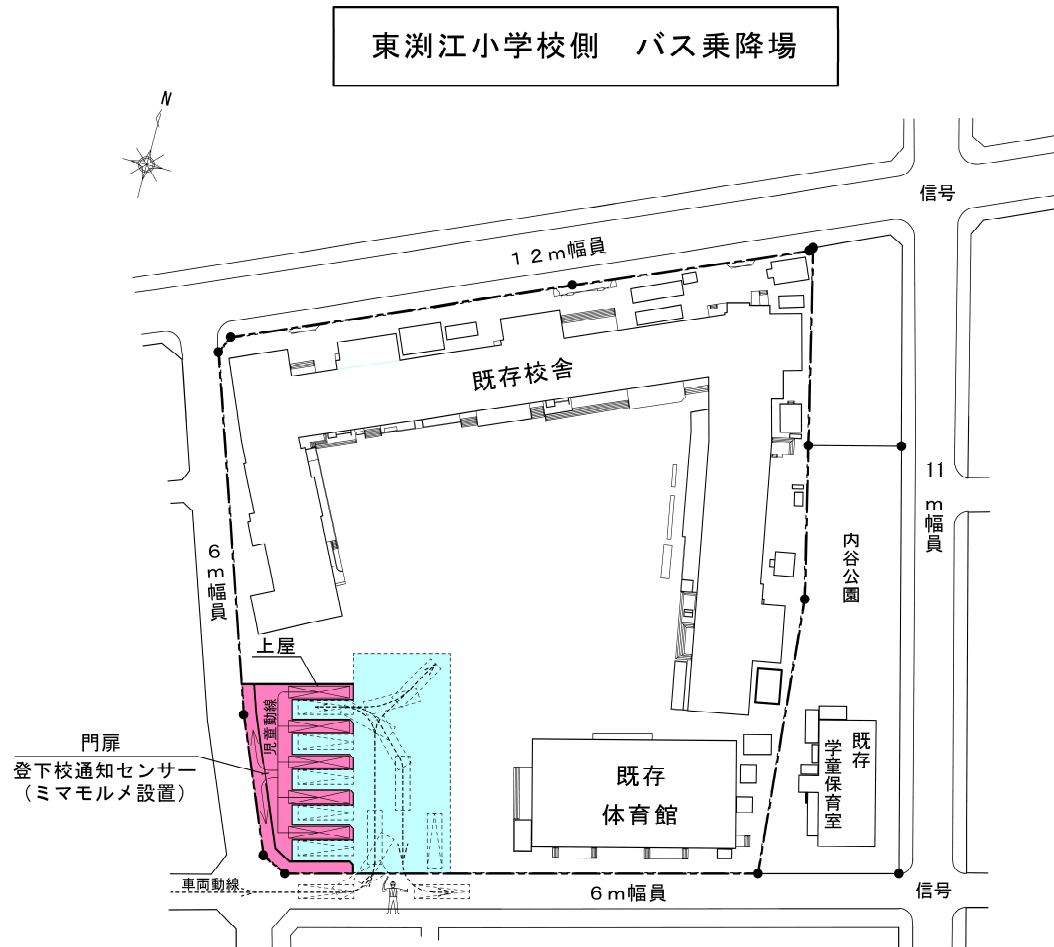 東渕江小学校側　バス乗降場
N
信号
１２ｍ幅員
既存校舎
11ｍ幅員
６ｍ幅員
内谷公園
上屋
児童動線
門扉
登下校通知センサー
（ミマモルメ設置）
既存
体育館
既存
学童保育室
車両動線
６ｍ幅員
信号